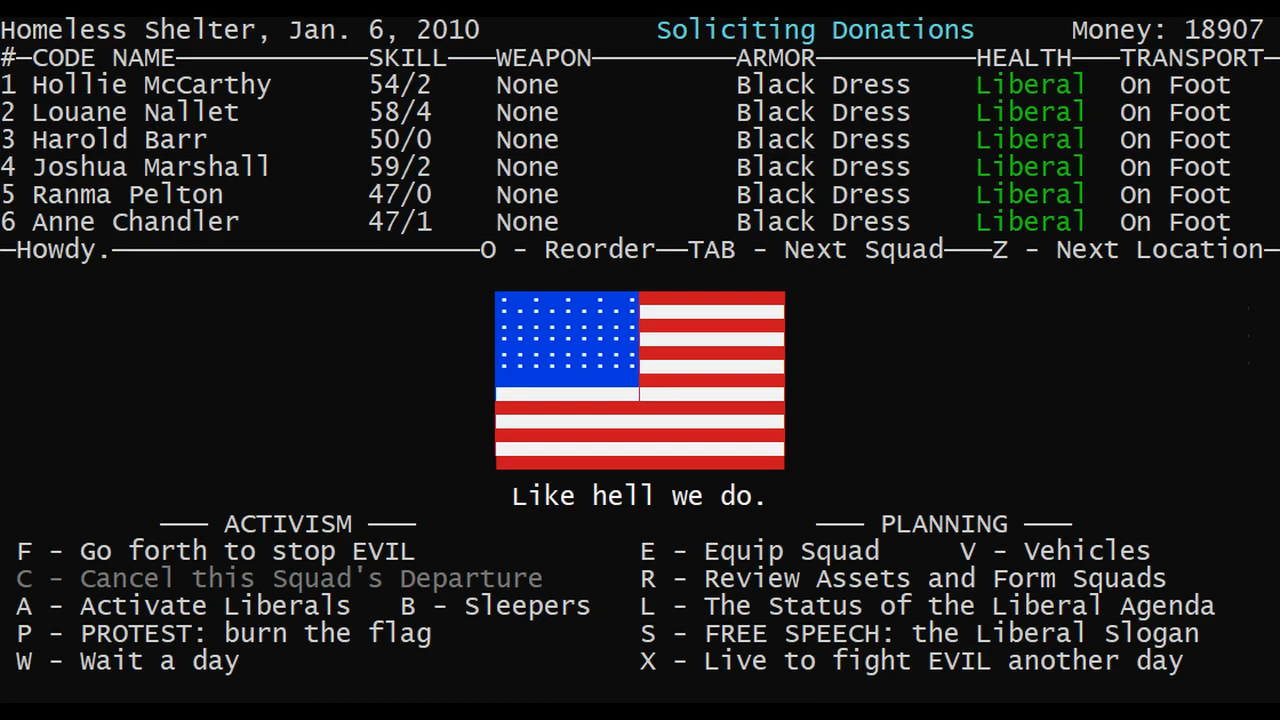 Homeless Shelter, Jan. 6, 2010 Soliciting Donations Money: 18907
#—CODE NAME SKILL WEAPON ARMOR HEALTH TRANSPORT
1 Hollie McCarthy 54/2 None Black Dress Liberal On Foot
2 Louane Nallet 58/4 None Black Dress Liberal On Foot
3 Harold Barr 50/0 None Black Dress Liberal On Foot
4 Joshua Marshall 59/2 None Black Dress Liberal On Foot
5 Ranma Pelton 47/0 None Black Dress Liberal On Foot
6 Anne Chandler 47/1 None Black Dress Liberal On Foot
—Howdy. O - Reorder—TAB - Next Squad Z - Next Location—
Like hell we do.
ACTIVISM PLANNING
F - Go forth to stop EVIL E - Equip Squad V - Vehicles
C - Cancel this Squad's Departure R - Review Assets and Form Squads
A - Activate Liberals B - Sleepers L - The Status of the Liberal Agenda
P - PROTEST: burn the flag S - FREE SPEECH: the Liberal Slogan
W - Wait a day X - Live to fight EVIL another day